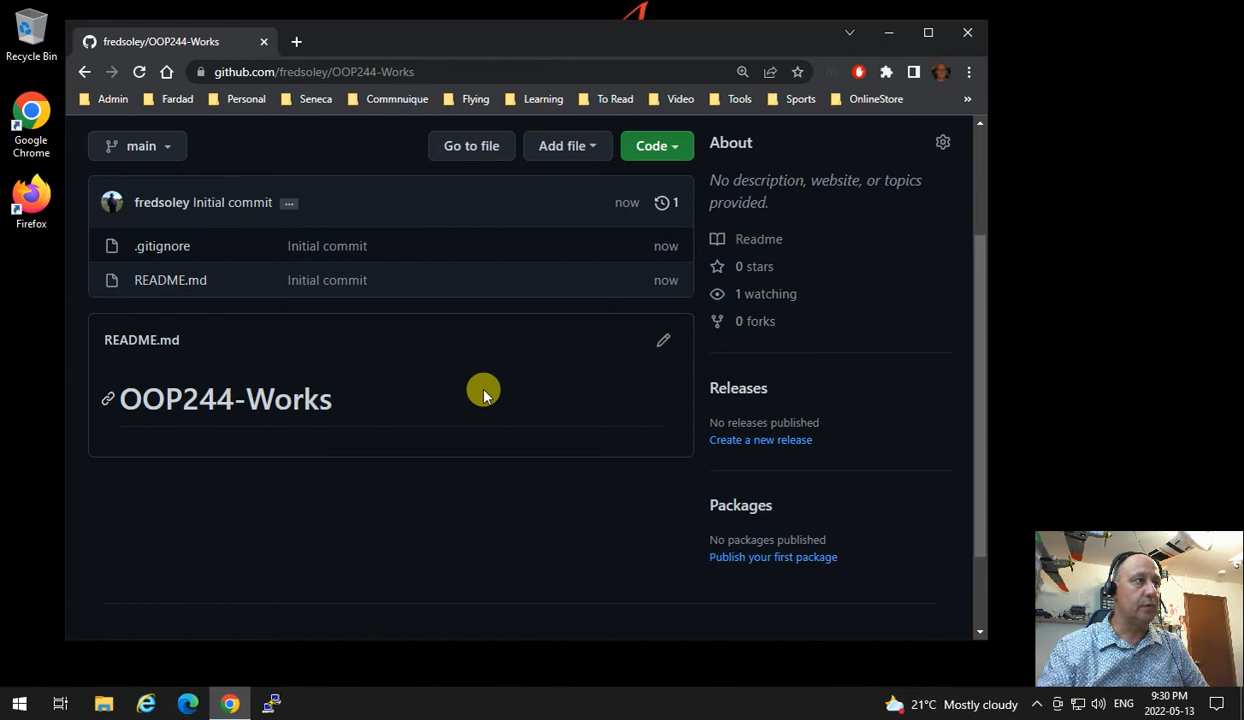 Recycle Bin
Google
Chrome
Firefox
fredsoley/OOP244-Works
github.com/fredsoley/OOP244-Works
Admin
Fardad
Personal
Seneca
Commnuique
Flying
Learning
To Read
Video
Tools
Sports
OnlineStore
»
main
Go to file
Add file
Code
fredsoley Initial commit ...
now
1
.gitignore
Initial commit
now
README.md
Initial commit
now
README.md
OOP244-Works
About
No description, website, or topics
provided.
Readme
0 stars
1 watching
0 forks
Releases
No releases published
Create a new release
Packages
No packages published
Publish your first package
21°C Mostly cloudy
ENG
9:30 PM
2022-05-13